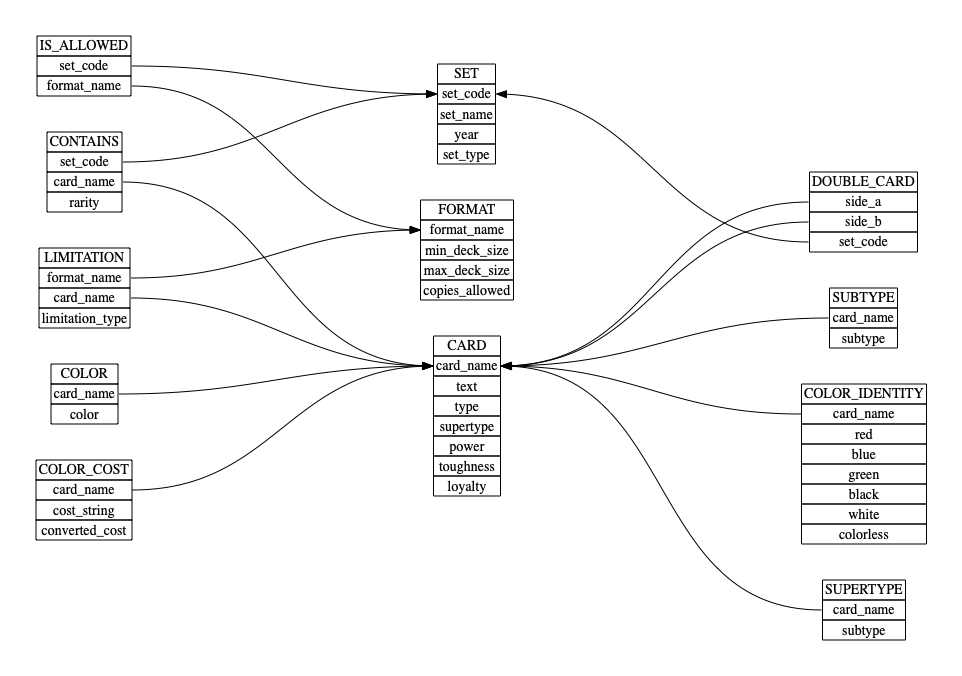 IS_ALLOWED
set_code
format_name
CONTAINS
set_code
card_name
rarity
LIMITATION
format_name
card_name
limitation_type
COLOR
card_name
color
COLOR_COST
card_name
cost_string
converted_cost
SET
set_code
set_name
year
set_type
FORMAT
format_name
min_deck_size
max_deck_size
copies_allowed
CARD
card_name
text
type
supertype
power
toughness
loyalty
DOUBLE_CARD
side_a
side_b
set_code
SUBTYPE
card_name
subtype
COLOR_IDENTITY
card_name
red
blue
green
black
white
colorless
SUPERTYPE
card_name
subtype